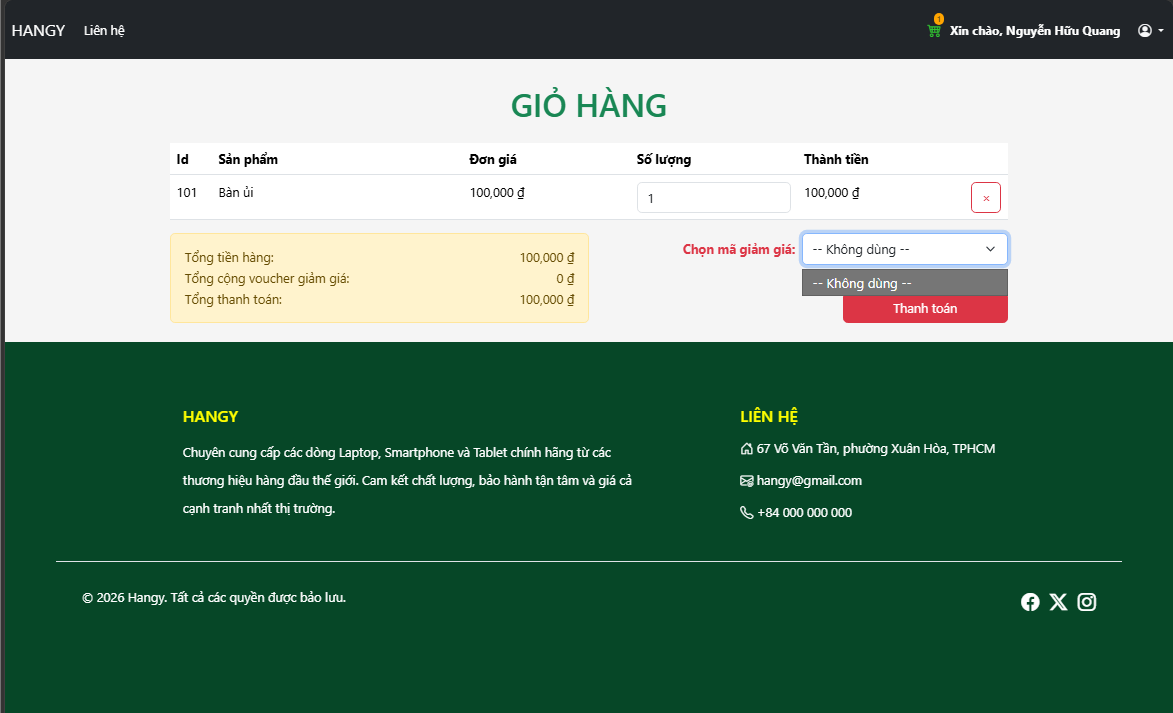 HANGY Liên hệ 1 Xin chào, Nguyễn Hữu Quang
GIỎ HÀNG
Id Sản phẩm Đơn giá Số lượng Thành tiền
101 Bàn ủi 100,000 ₫ 1 100,000 ₫ ×
Tổng tiền hàng: 100,000 ₫
Tổng cộng voucher giảm giá: 0 ₫
Tổng thanh toán: 100,000 ₫
Chọn mã giảm giá: -- Không dùng --
-- Không dùng --
Thanh toán
HANGY
Chuyên cung cấp các dòng Laptop, Smartphone và Tablet chính hãng từ các
thương hiệu hàng đầu thế giới. Cam kết chất lượng, bảo hành tận tâm và giá cả
cạnh tranh nhất thị trường.
LIÊN HỆ
67 Võ Văn Tần, phường Xuân Hòa, TPHCM
hangy@gmail.com
+84 000 000 000
© 2026 Hangy. Tất cả các quyền được bảo lưu.